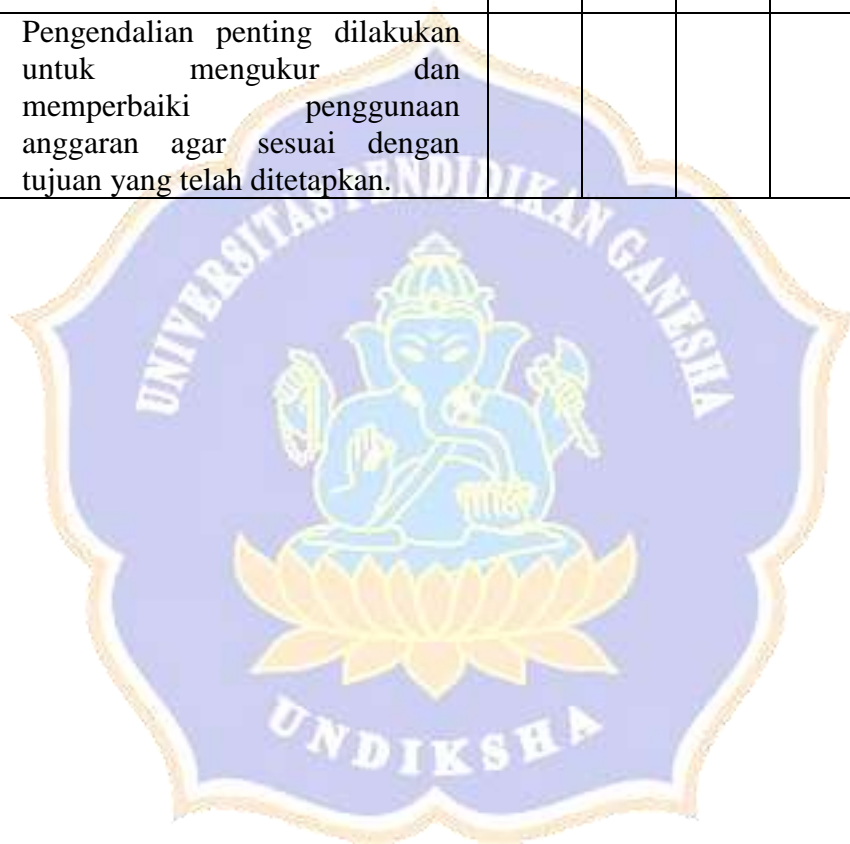 Pengendalian penting dilakukan
untuk mengukur dan
memperbaiki penggunaan
anggaran agar sesuai dengan
tujuan yang telah ditetapkan.
UNIVERSITAS PENDIDIKAN GANESHA
UNDIKSHA